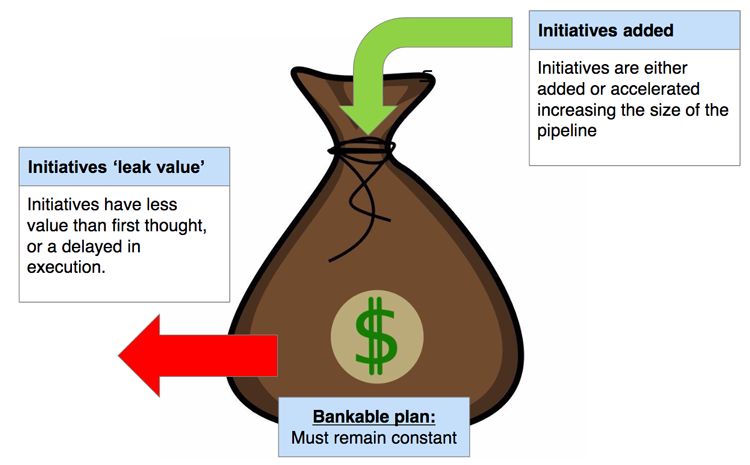 Initiatives added
Initiatives are either
added or accelerated
increasing the size of the
pipeline
Initiatives ‘leak value’
Initiatives have less
value than first thought,
or a delayed in
execution.
$
Bankable plan:
Must remain constant